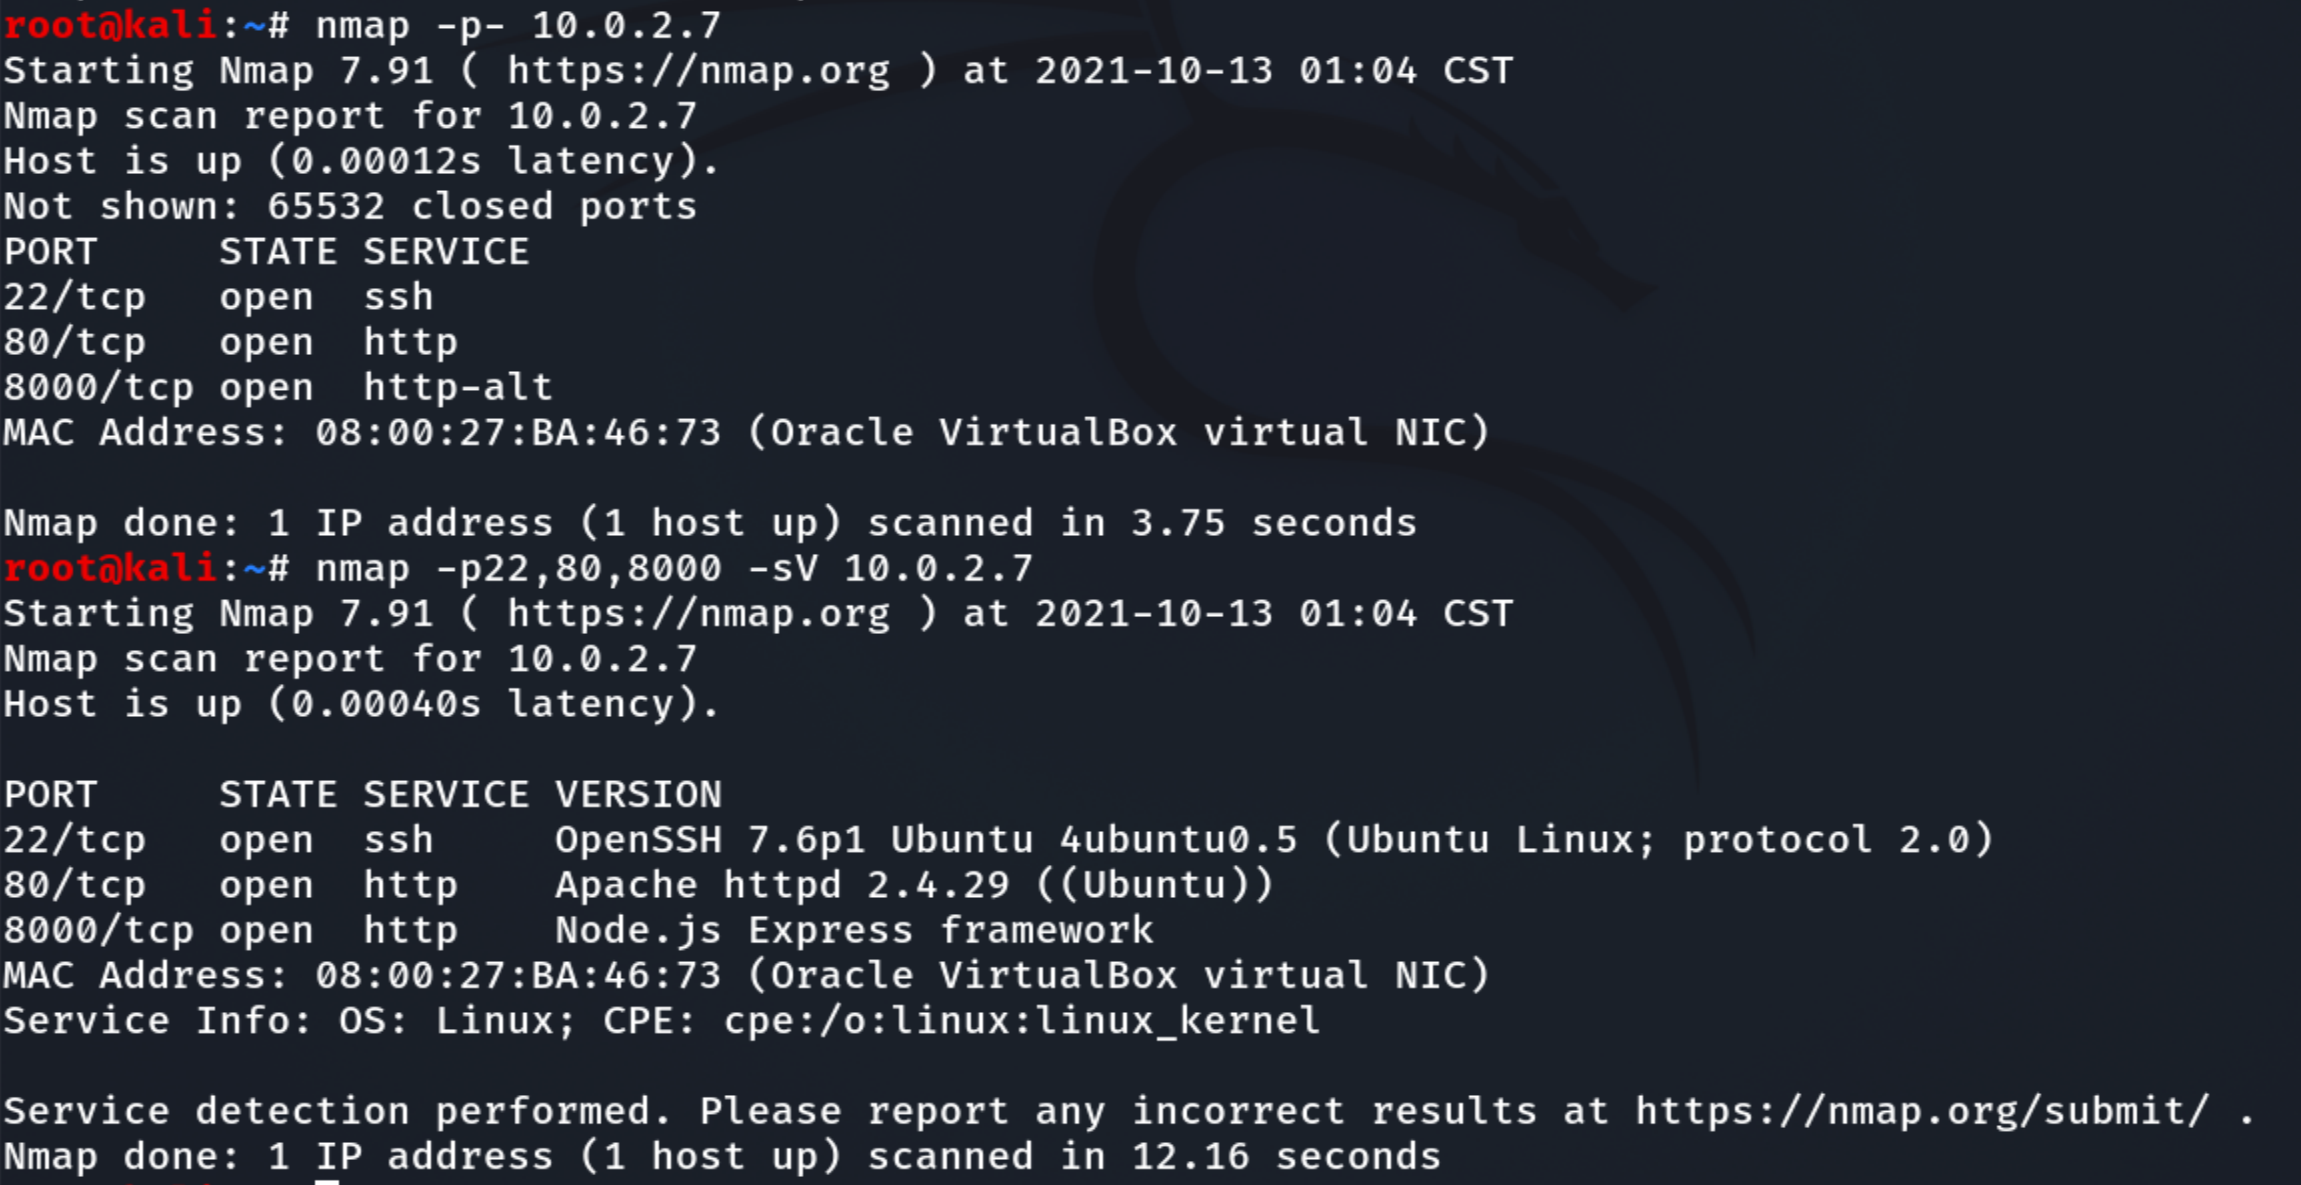 root@kali:~# nmap -p- 10.0.2.7
Starting Nmap 7.91 ( https://nmap.org ) at 2021-10-13 01:04 CST
Nmap scan report for 10.0.2.7
Host is up (0.00012s latency).
Not shown: 65532 closed ports
PORT     STATE SERVICE
22/tcp   open  ssh
80/tcp   open  http
8000/tcp open  http-alt
MAC Address: 08:00:27:BA:46:73 (Oracle VirtualBox virtual NIC)

Nmap done: 1 IP address (1 host up) scanned in 3.75 seconds
root@kali:~# nmap -p22,80,8000 -sV 10.0.2.7
Starting Nmap 7.91 ( https://nmap.org ) at 2021-10-13 01:04 CST
Nmap scan report for 10.0.2.7
Host is up (0.00040s latency).

PORT     STATE SERVICE VERSION
22/tcp   open  ssh     OpenSSH 7.6p1 Ubuntu 4ubuntu0.5 (Ubuntu Linux; protocol 2.0)
80/tcp   open  http    Apache httpd 2.4.29 ((Ubuntu))
8000/tcp open  http    Node.js Express framework
MAC Address: 08:00:27:BA:46:73 (Oracle VirtualBox virtual NIC)
Service Info: OS: Linux; CPE: cpe:/o:linux:linux_kernel

Service detection performed. Please report any incorrect results at https://nmap.org/submit/ .
Nmap done: 1 IP address (1 host up) scanned in 12.16 seconds